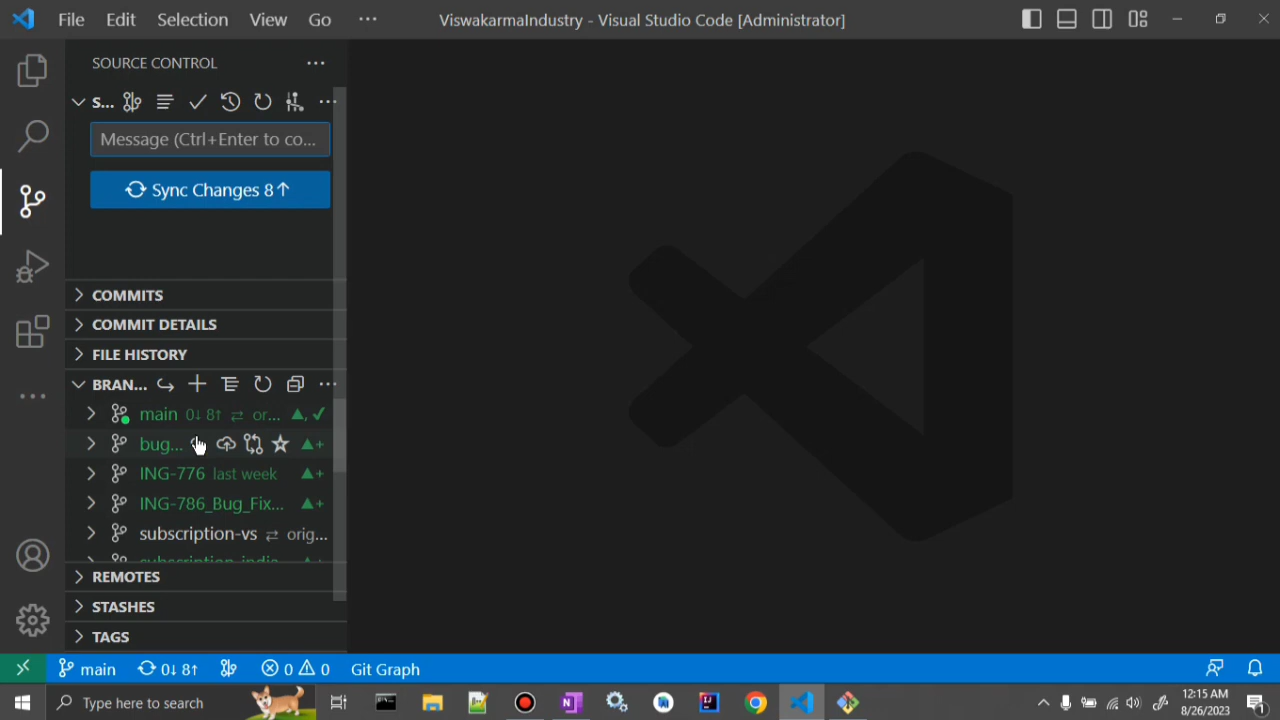 File Edit Selection View Go ··· ViswakarmaIndustry - Visual Studio Code [Administrator]
SOURCE CONTROL ···
S... ···
Message (Ctrl+Enter to co...
Sync Changes 8↑
COMMITS
COMMIT DETAILS
FILE HISTORY
BRAN... ···
main 0↓ 8↑ ⇄ or... ▲, ✓
bug... ▲+
ING-776 last week ▲+
ING-786_Bug_Fix... ▲+
subscription-vs ⇄ orig...
subscription-india
REMOTES
STASHES
TAGS
main 0↓ 8↑ 0 0 Git Graph
Type here to search
12:15 AM
8/26/2023
1